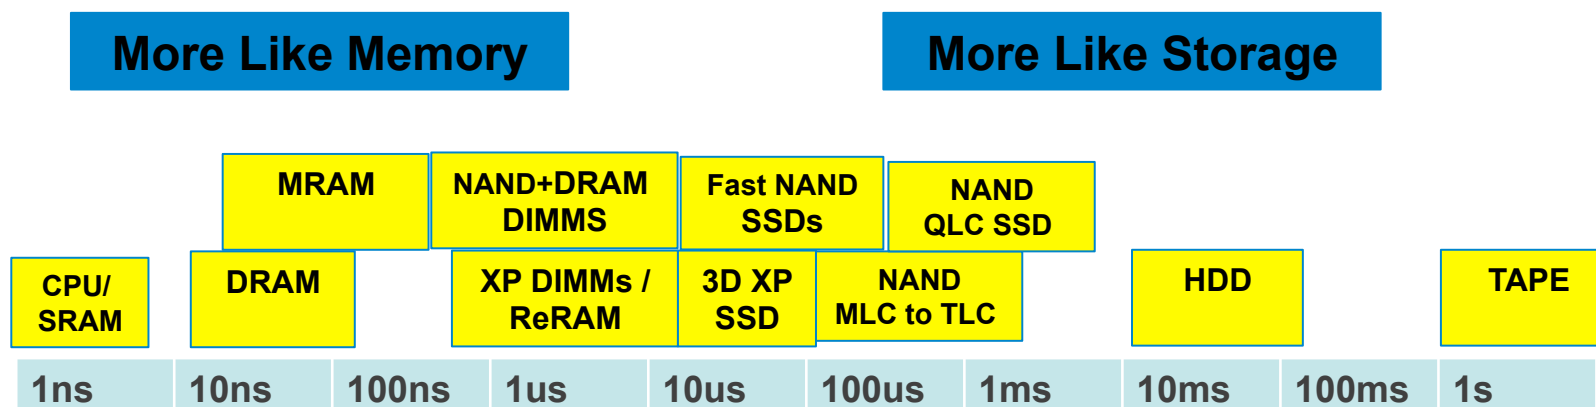 More Like Memory
More Like Storage
MRAM
NAND+DRAM
DIMMS
Fast NAND
SSDs
NAND
QLC SSD
CPU/
SRAM
DRAM
XP DIMMs /
ReRAM
3D XP
SSD
NAND
MLC to TLC
HDD
TAPE
1ns
10ns
100ns
1us
10us
100us
1ms
10ms
100ms
1s